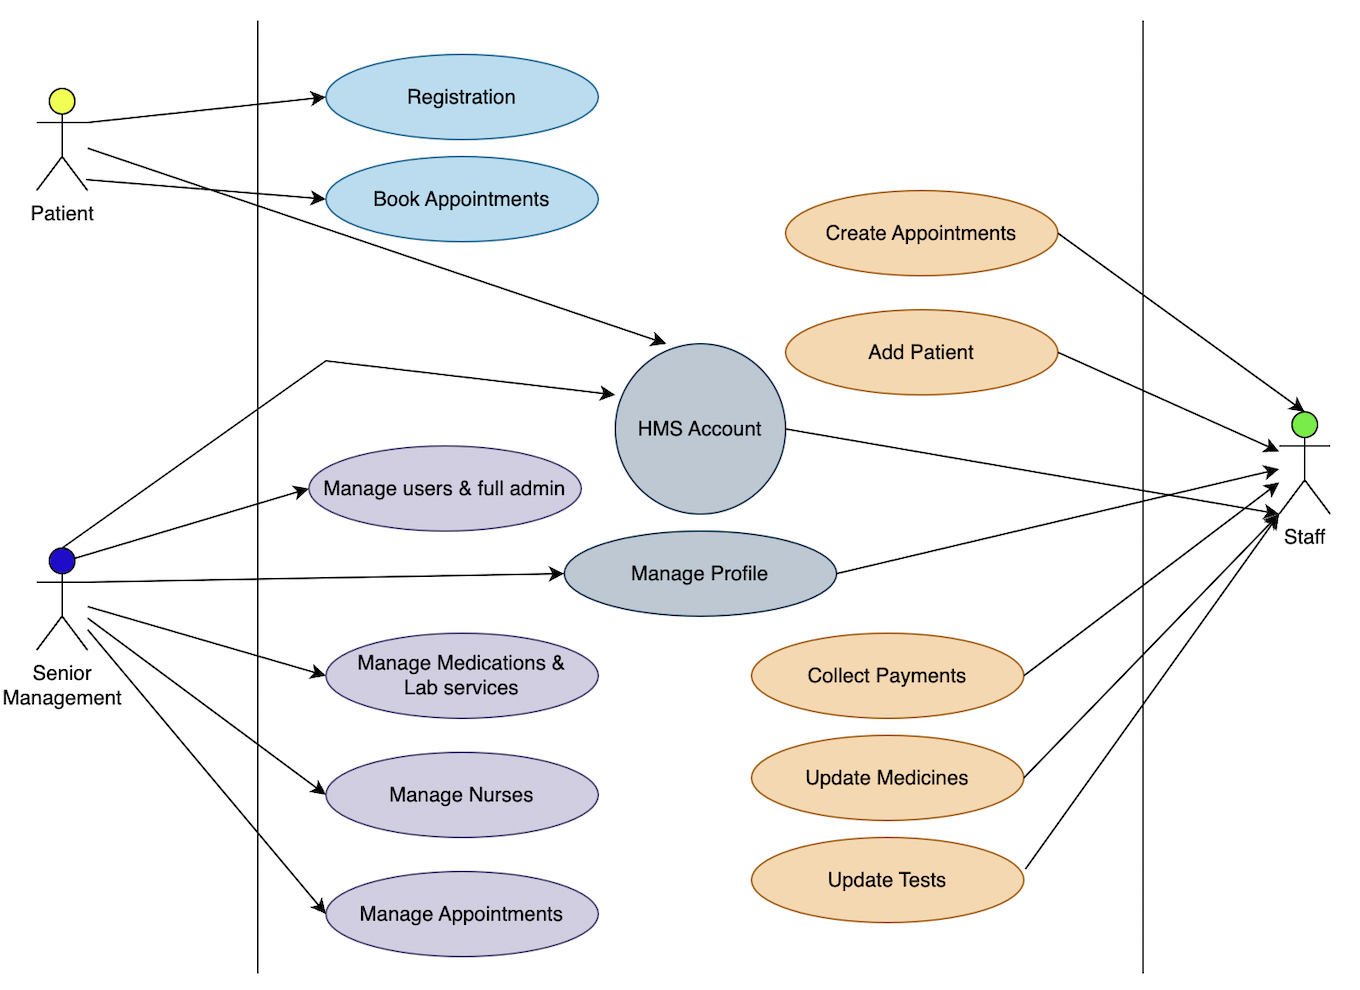 Registration
Patient
Book Appointments
Create Appointments
Add Patient
HMS Account
Manage users & full admin
Staff
Manage Profile
Senior
Management
Manage Medications &
Lab services
Collect Payments
Update Medicines
Manage Nurses
Update Tests
Manage Appointments